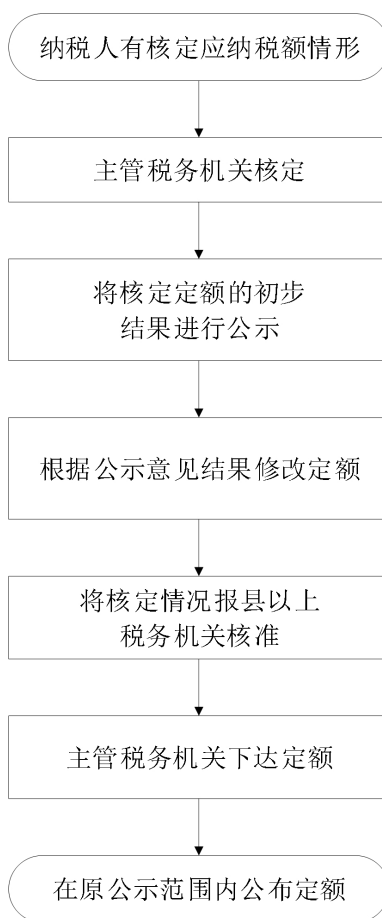 纳税人有核定应纳税额情形
主管税务机关核定
将核定定额的初步
结果进行公示
根据公示意见结果修改定额
将核定情况报县以上
税务机关核准
主管税务机关下达定额
在原公示范围内公布定额